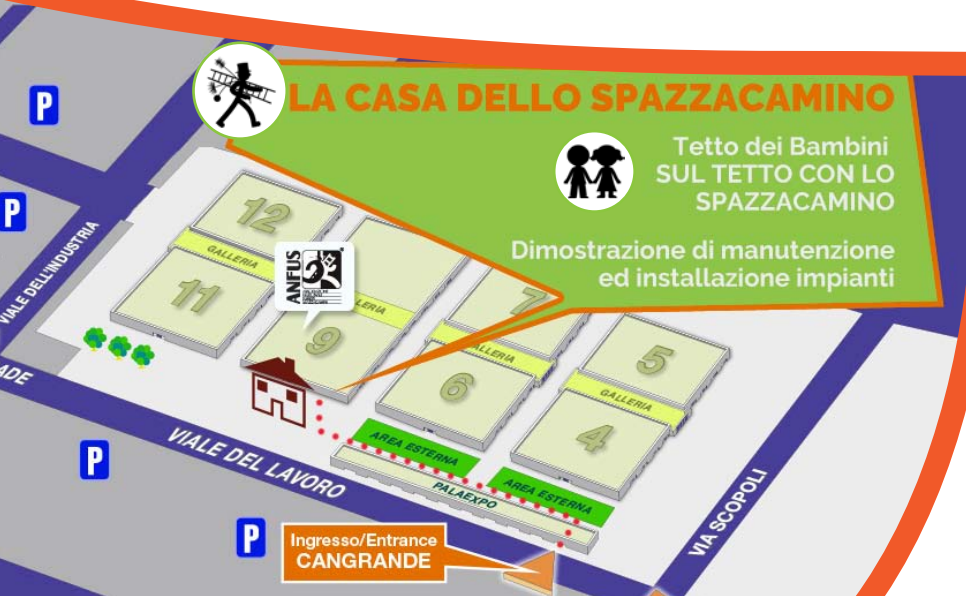 LA CASA DELLO SPAZZACAMINO
Tetto dei Bambini
SUL TETTO CON LO
SPAZZACAMINO
Dimostrazione di manutenzione
ed installazione impianti
P
P
VIALE DELL'INDUSTRIA
12
GALLERIA
11
ANFUS
LERIA
9
7
ALLERIA
6
5
GALLERIA
4
ADE
VIALE DEL LAVORO
AREA ESTERNA
AREA ESTERNA
PALAEXPO
VIA SCOPOLI
P
P
Ingresso/Entrance
CANGRANDE